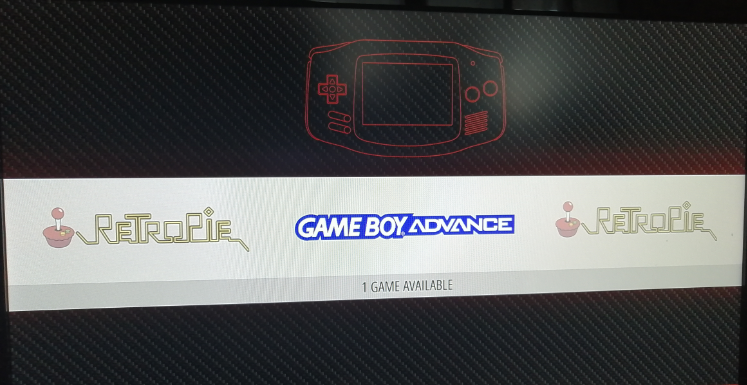 RETROPIE
GAME BOY ADVANCE
RETROPIE
1 GAME AVAILABLE